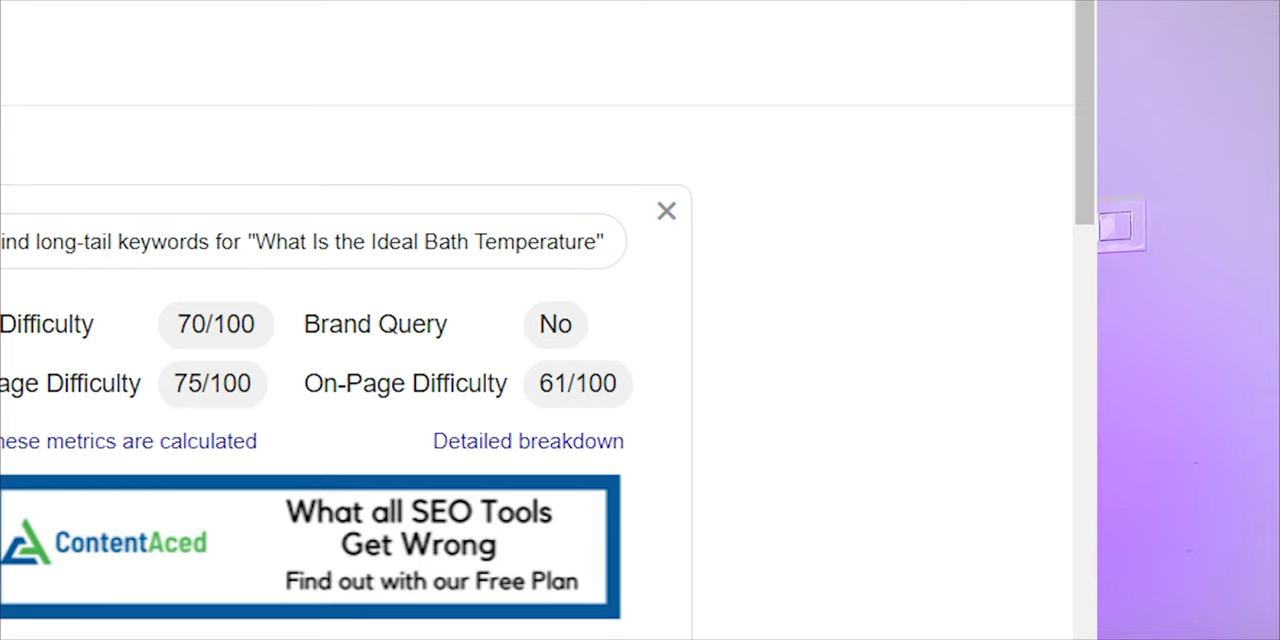 ind long-tail keywords for "What Is the Ideal Bath Temperature"
Difficulty 70/100 Brand Query No
age Difficulty 75/100 On-Page Difficulty 61/100
hese metrics are calculated Detailed breakdown
ContentAced
What all SEO Tools
Get Wrong
Find out with our Free Plan